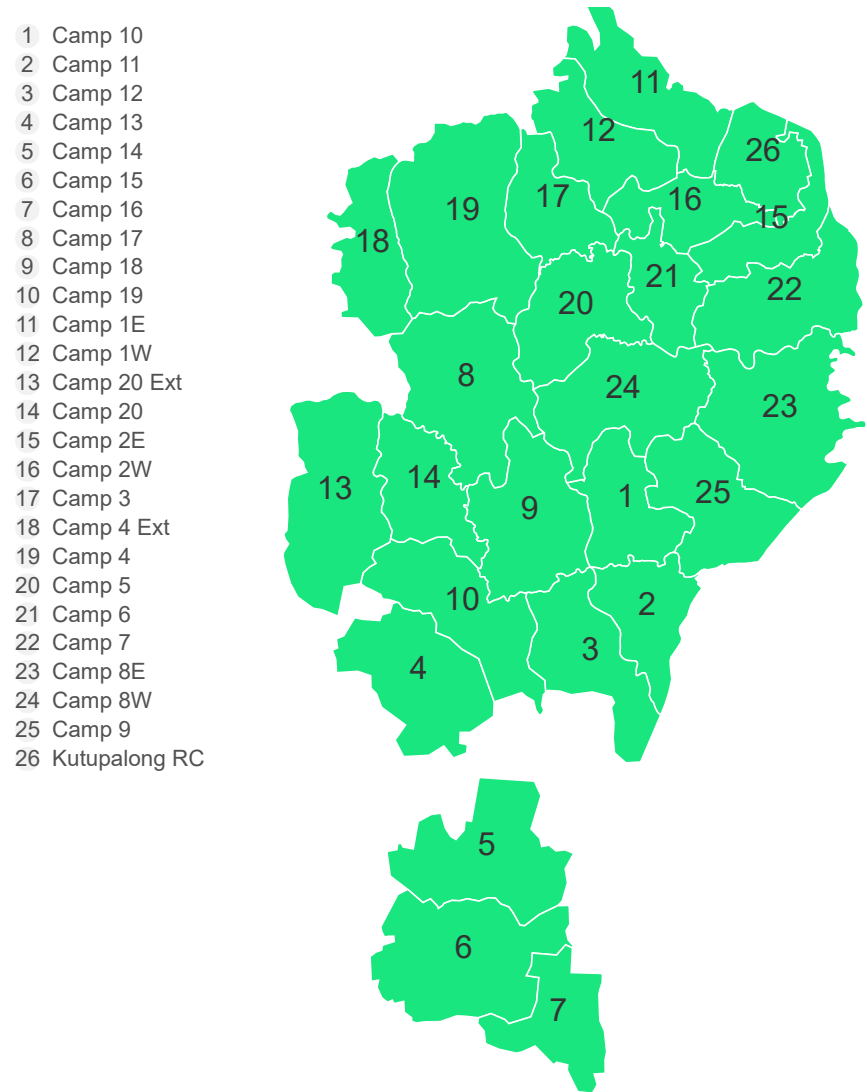 1 Camp 10
2 Camp 11
3 Camp 12
4 Camp 13
5 Camp 14
6 Camp 15
7 Camp 16
8 Camp 17
9 Camp 18
10 Camp 19
11 Camp 1E
12 Camp 1W
13 Camp 20 Ext
14 Camp 20
15 Camp 2E
16 Camp 2W
17 Camp 3
18 Camp 4 Ext
19 Camp 4
20 Camp 5
21 Camp 6
22 Camp 7
23 Camp 8E
24 Camp 8W
25 Camp 9
26 Kutupalong RC
11
12
26
17
16
19
15
18
21
22
20
8
24
23
14
13
25
1
9
10
2
3
4
5
6
7